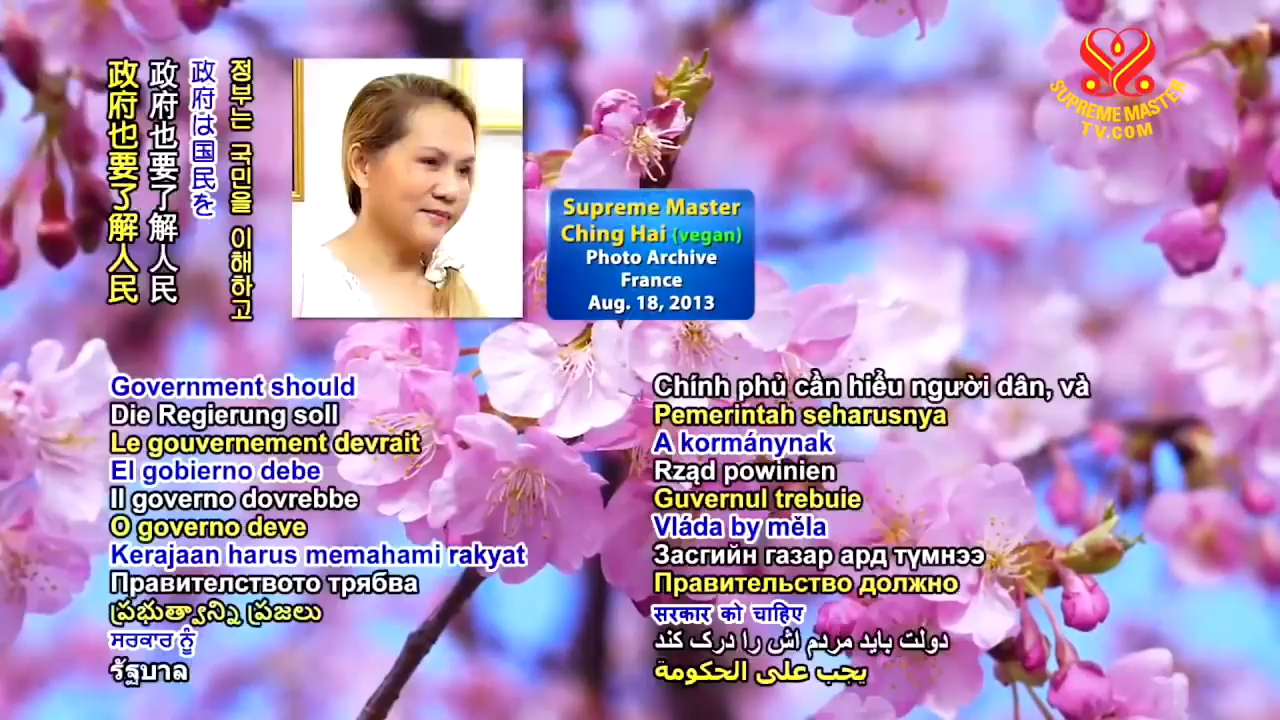 政府也要了解人民
政府也要了解人民
政府は国民を
정부는 국민을 이해하고
SUPREME MASTER
TV.COM
Supreme Master
Ching Hai (vegan)
Photo Archive
France
Aug. 18, 2013
Government should
Die Regierung soll
Le gouvernement devrait
El gobierno debe
Il governo dovrebbe
O governo deve
Kerajaan harus memahami rakyat
Правителството трябва
ప్రభుత్వాన్ని ప్రజలు
ਸਰਕਾਰ ਨੂੰ
รัฐบาล
Chính phủ cần hiểu người dân, và
Pemerintah seharusnya
A kormánynak
Rząd powinien
Guvernul trebuie
Vláda by měla
Засгийн газар ард түмнээ
Правительство должно
सरकार को चाहिए
دولت باید مردم اش را درک کند
يجب على الحكومة